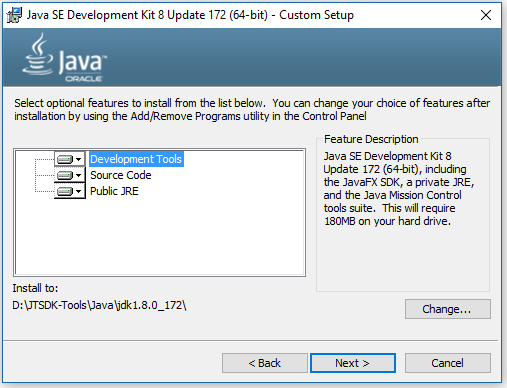 Java SE Development Kit 8 Update 172 (64-bit) - Custom Setup
Java
ORACLE
Select optional features to install from the list below. You can change your choice of features after
installation by using the Add/Remove Programs utility in the Control Panel
Development Tools
Source Code
Public JRE
Feature Description
Java SE Development Kit 8
Update 172 (64-bit), including
the JavaFX SDK, a private JRE,
and the Java Mission Control
tools suite. This will require
180MB on your hard drive.
Install to:
D:\JTSDK-Tools\Java\jdk1.8.0_172\
Change...
< Back
Next >
Cancel